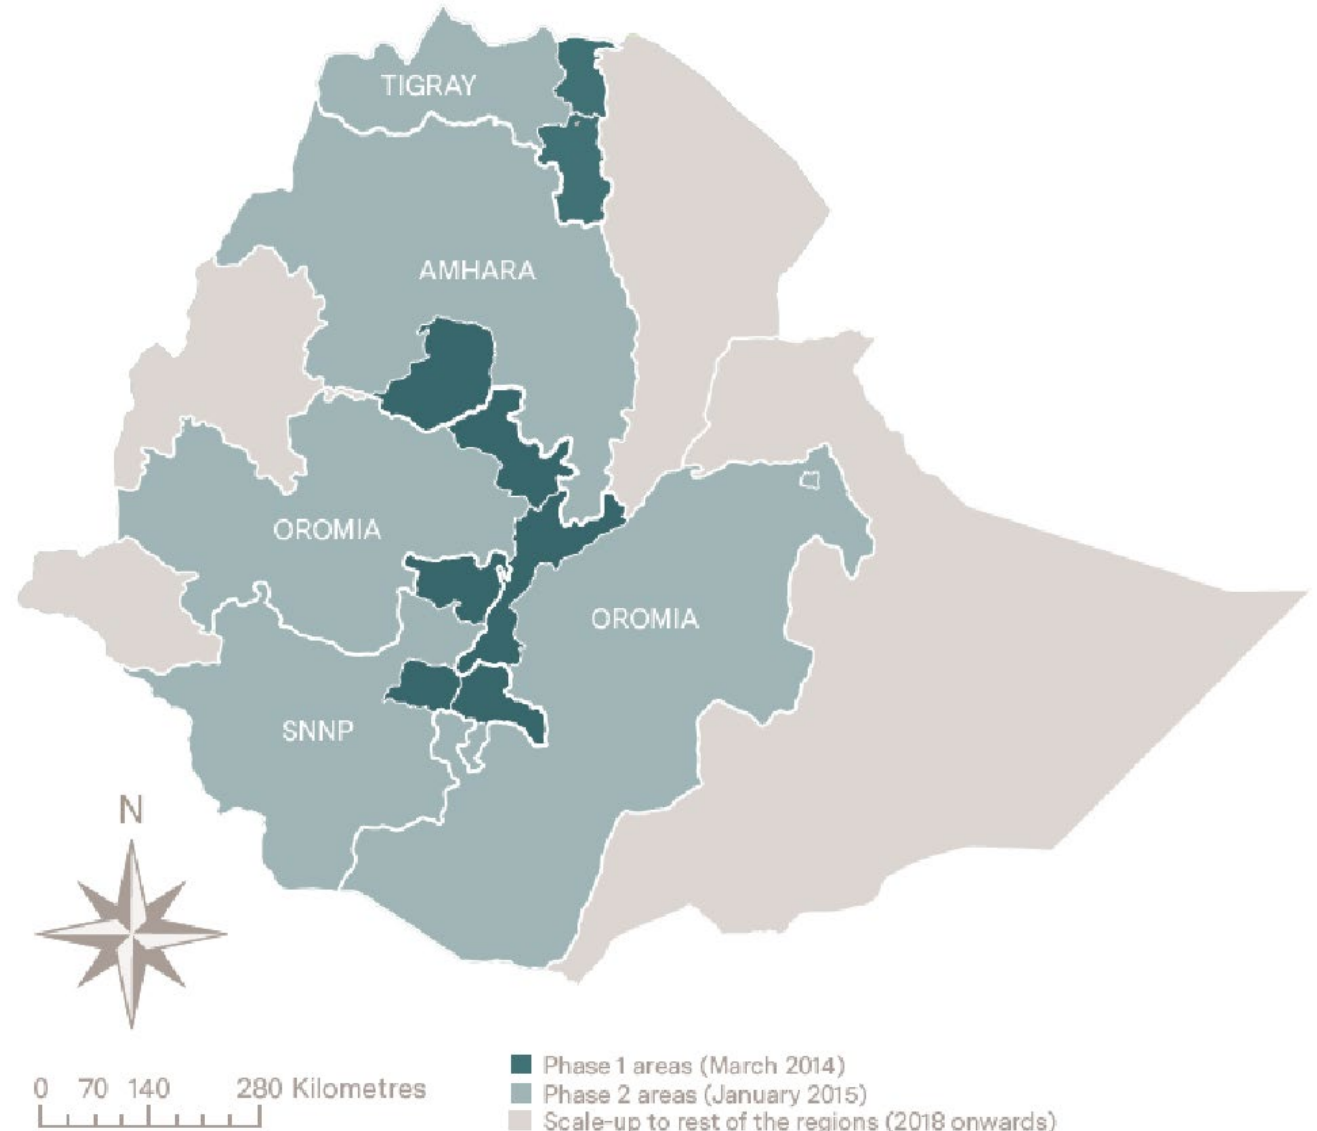 TIGRAY
AMHARA
OROMIA
OROMIA
SNNP
N
0 70 140 280 Kilometres
Phase 1 areas (March 2014)
Phase 2 areas (January 2015)
Scale-up to rest of the regions (2018 onwards)